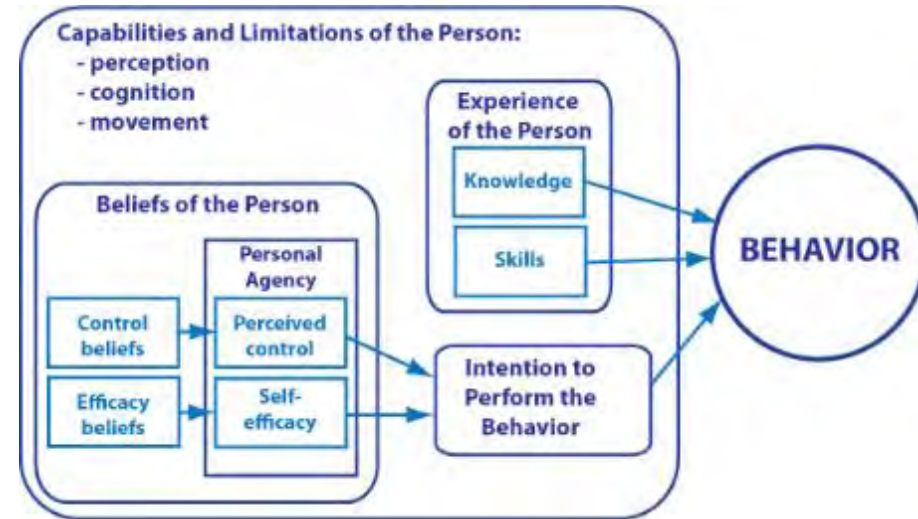 Capabilities and Limitations of the Person:
- perception
- cognition
- movement
Experience
of the Person
Knowledge
Skills
BEHAVIOR
Beliefs of the Person
Personal
Agency
Control
beliefs
Perceived
control
Efficacy
beliefs
Self-
efficacy
Intention to
Perform the
Behavior